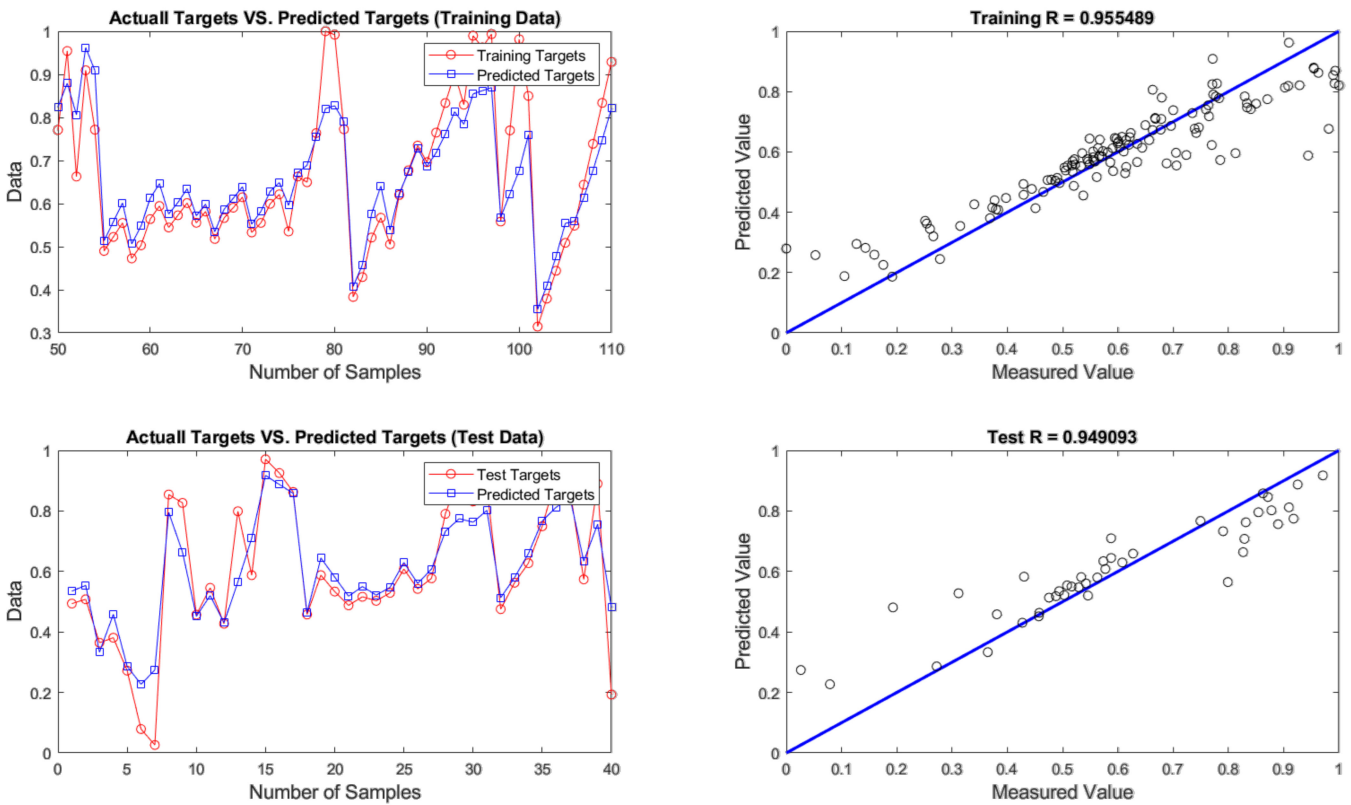 Actuall Targets VS. Predicted Targets (Training Data)
1
0.9
0.8
0.7
0.6
0.5
0.4
0.3
Data
Training Targets
Predicted Targets
50 60 70 80 90 100 110
Number of Samples
Training R = 0.955489
1
0.8
0.6
0.4
0.2
0
Predicted Value
0 0.1 0.2 0.3 0.4 0.5 0.6 0.7 0.8 0.9 1
Measured Value
Actuall Targets VS. Predicted Targets (Test Data)
1
0.8
0.6
0.4
0.2
0
Data
Test Targets
Predicted Targets
0 5 10 15 20 25 30 35 40
Number of Samples
Test R = 0.949093
1
0.8
0.6
0.4
0.2
0
Predicted Value
0 0.1 0.2 0.3 0.4 0.5 0.6 0.7 0.8 0.9 1
Measured Value